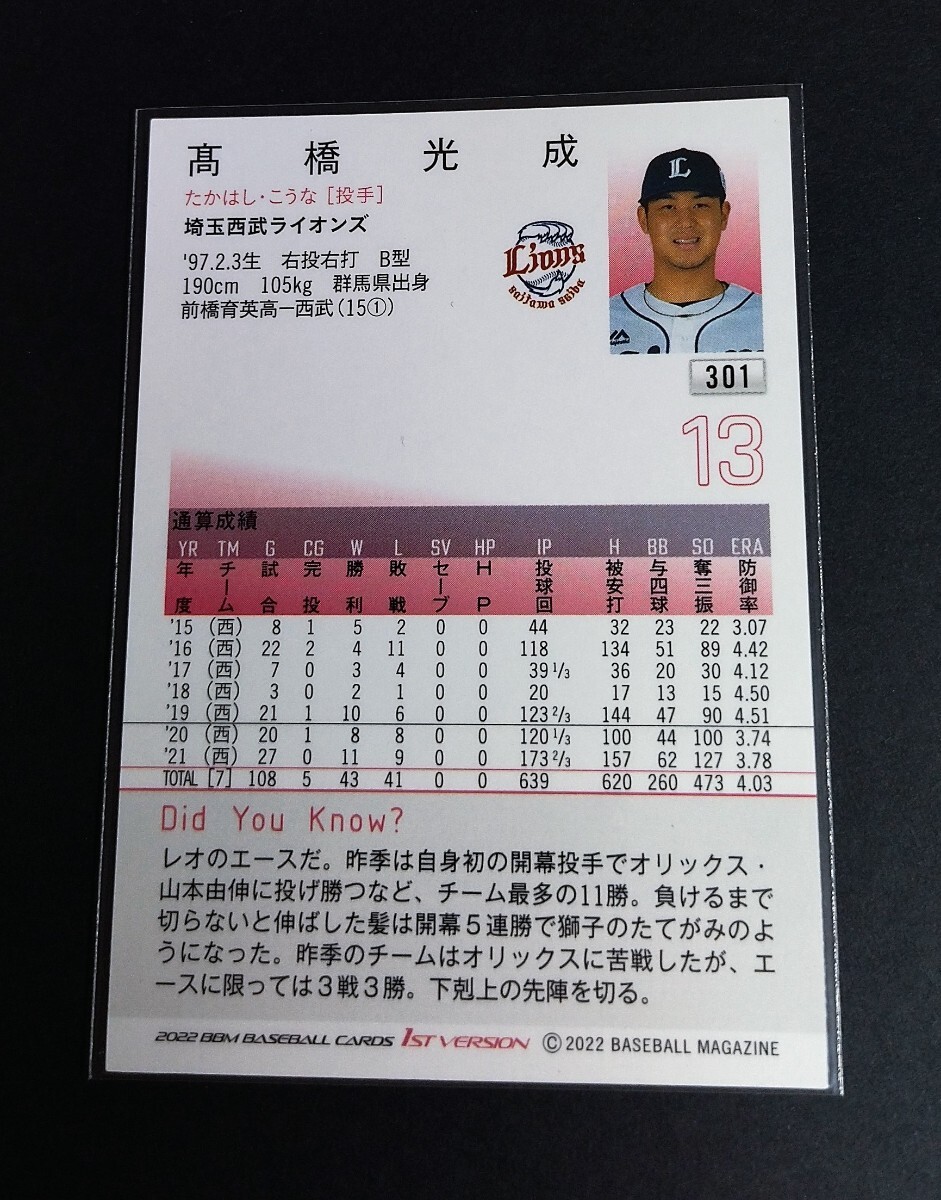 髙橋光成
たかはし・こうな［投手］
埼玉西武ライオンズ
'97.2.3生　右投右打　B型
190cm　105kg　群馬県出身
前橋育英高ー西武(15①)
Lions
saitama seibu
L
301
13
通算成績
YR TM G CG W L SV HP IP H BB SO ERA
年度 チーム 試合 完投 勝利 敗戦 セーブ HP 投球回 被安打 与四球 奪三振 防御率
'15 (西) 8 1 5 2 0 0 44 32 23 22 3.07
'16 (西) 22 2 4 11 0 0 118 134 51 89 4.42
'17 (西) 7 0 3 4 0 0 39 1/3 36 20 30 4.12
'18 (西) 3 0 2 1 0 0 20 17 13 15 4.50
'19 (西) 21 1 10 6 0 0 123 2/3 144 47 90 4.51
'20 (西) 20 1 8 8 0 0 120 1/3 100 44 100 3.74
'21 (西) 27 0 11 9 0 0 173 2/3 157 62 127 3.78
TOTAL [7] 108 5 43 41 0 0 639 620 260 473 4.03
Did You Know?
レオのエースだ。昨季は自身初の開幕投手でオリックス・
山本由伸に投げ勝つなど、チーム最多の11勝。負けるまで
切らないと伸ばした髪は開幕５連勝で獅子のたてがみのよ
うになった。昨季のチームはオリックスに苦戦したが、エ
ースに限っては３戦３勝。下剋上の先陣を切る。
2022 BBM BASEBALL CARDS 1ST VERSION © 2022 BASEBALL MAGAZINE